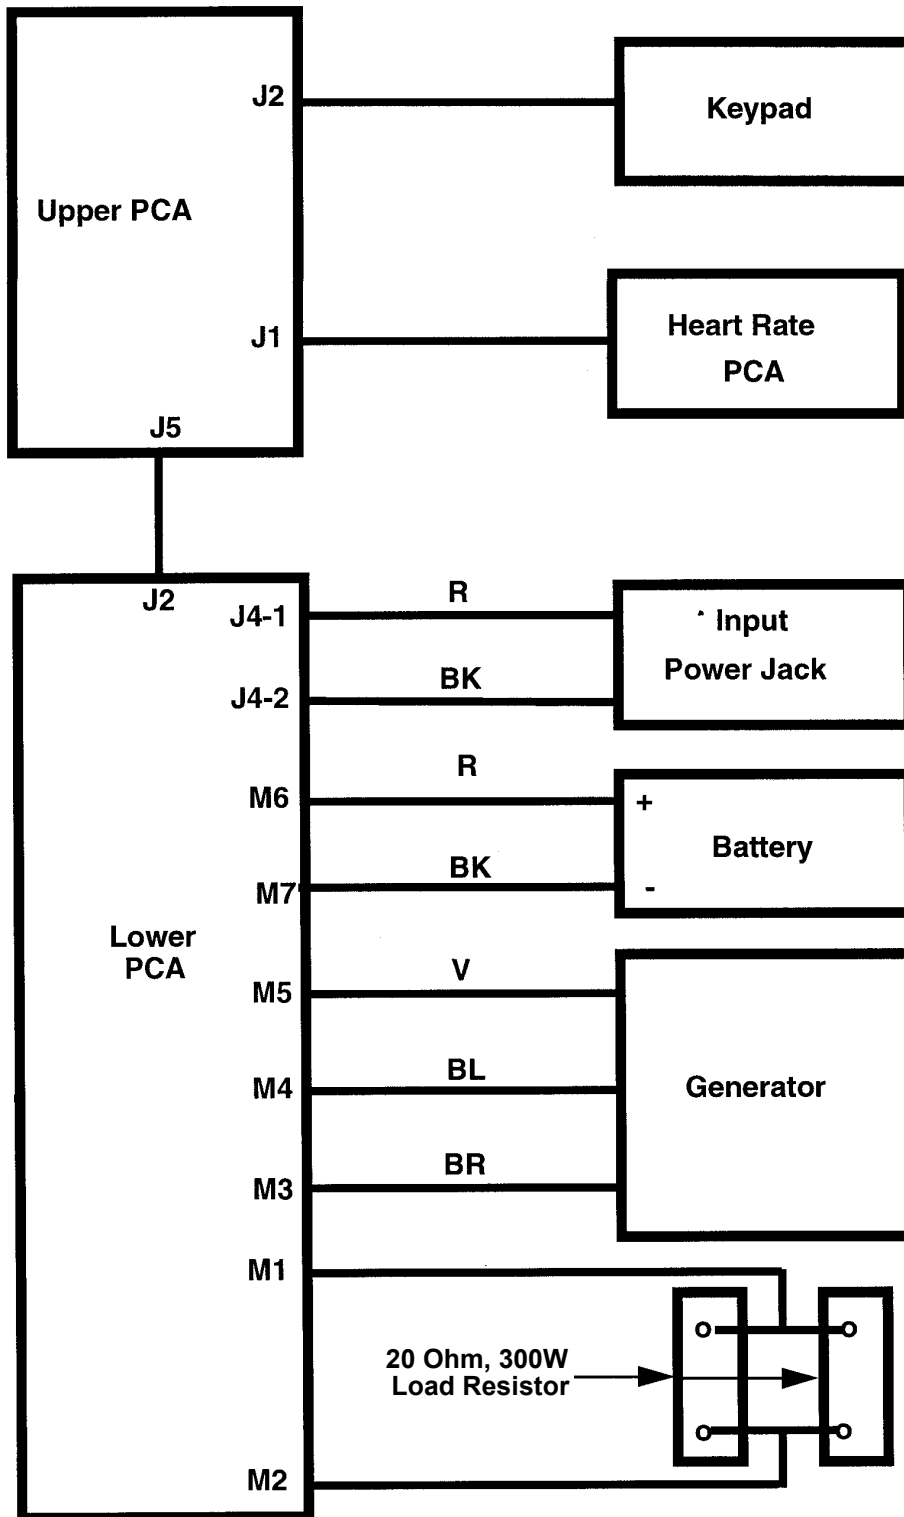 J2
Keypad
Upper PCA
Heart Rate
PCA
J1
J5
J2
J4-1
R
Input
Power Jack
J4-2
BK
M6
R
+
Battery
M7
BK
-
Lower
PCA
M5
V
M4
BL
Generator
M3
BR
M1
20 Ohm, 300W
Load Resistor
M2